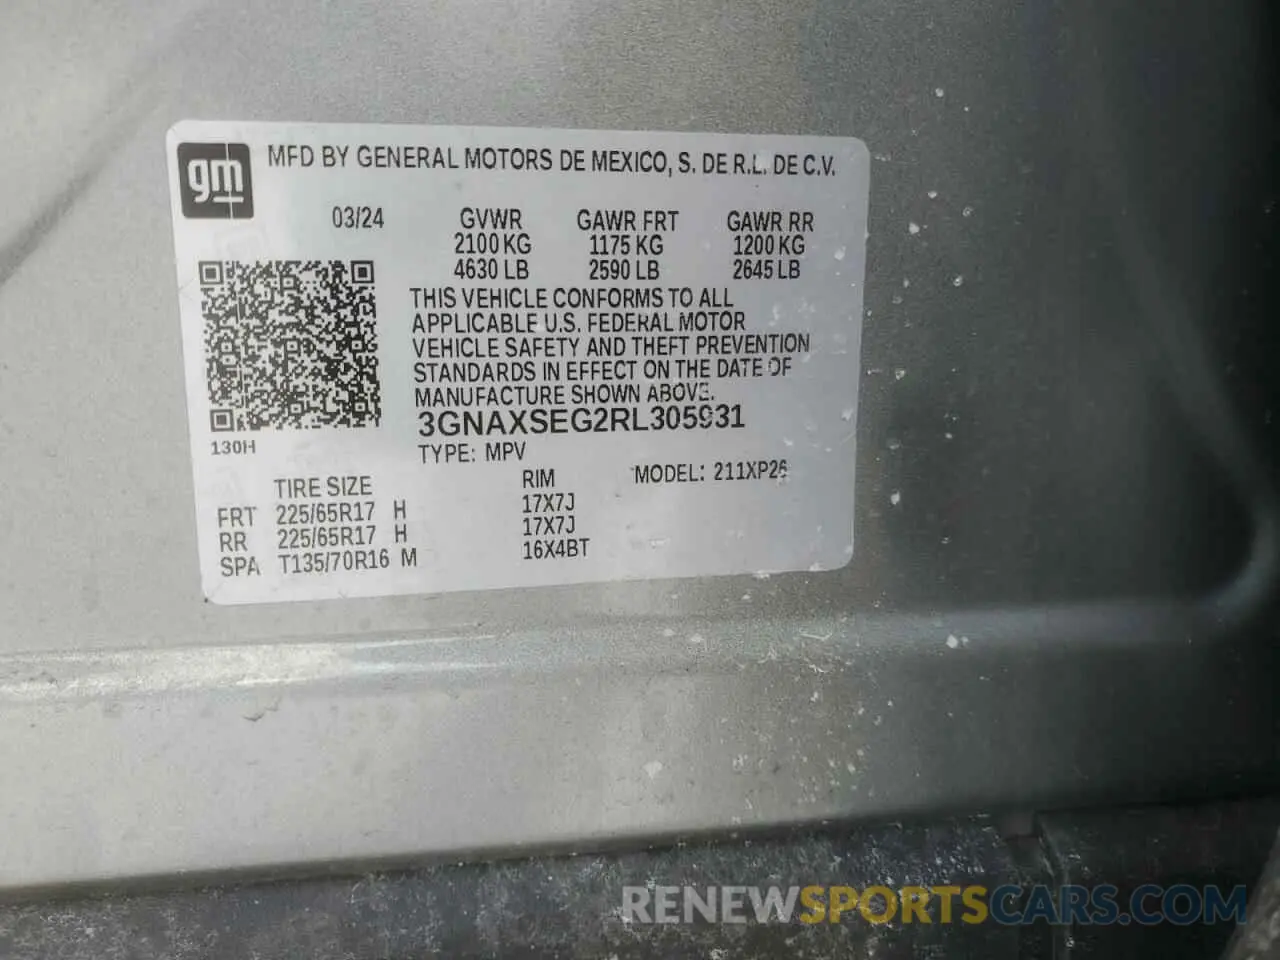 gm
MFD BY GENERAL MOTORS DE MEXICO, S. DE R.L. DE C.V.
03/24 GVWR GAWR FRT GAWR RR
2100 KG 1175 KG 1200 KG
4630 LB 2590 LB 2645 LB
THIS VEHICLE CONFORMS TO ALL
APPLICABLE U.S. FEDERAL MOTOR
VEHICLE SAFETY AND THEFT PREVENTION
STANDARDS IN EFFECT ON THE DATE OF
MANUFACTURE SHOWN ABOVE.
3GNAXSEG2RL305931
130H
TYPE: MPV
TIRE SIZE RIM MODEL: 211XP26
FRT 225/65R17 H 17X7J
RR 225/65R17 H 17X7J
SPA T135/70R16 M 16X4BT
RENEWSPORTSCARS.COM